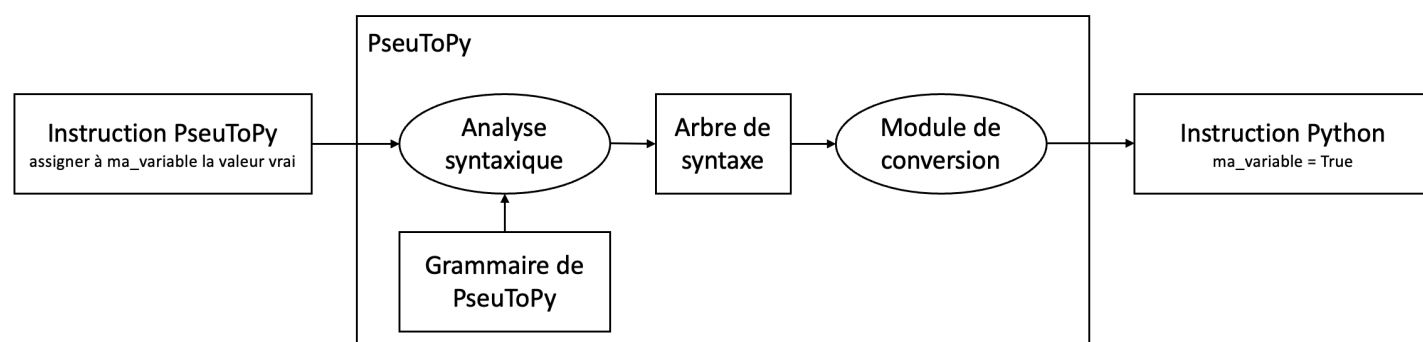 PseuToPy
Instruction PseuToPy
assigner à ma_variable la valeur vrai
Analyse
syntaxique
Arbre de
syntaxe
Module de
conversion
Instruction Python
ma_variable = True
Grammaire de
PseuToPy